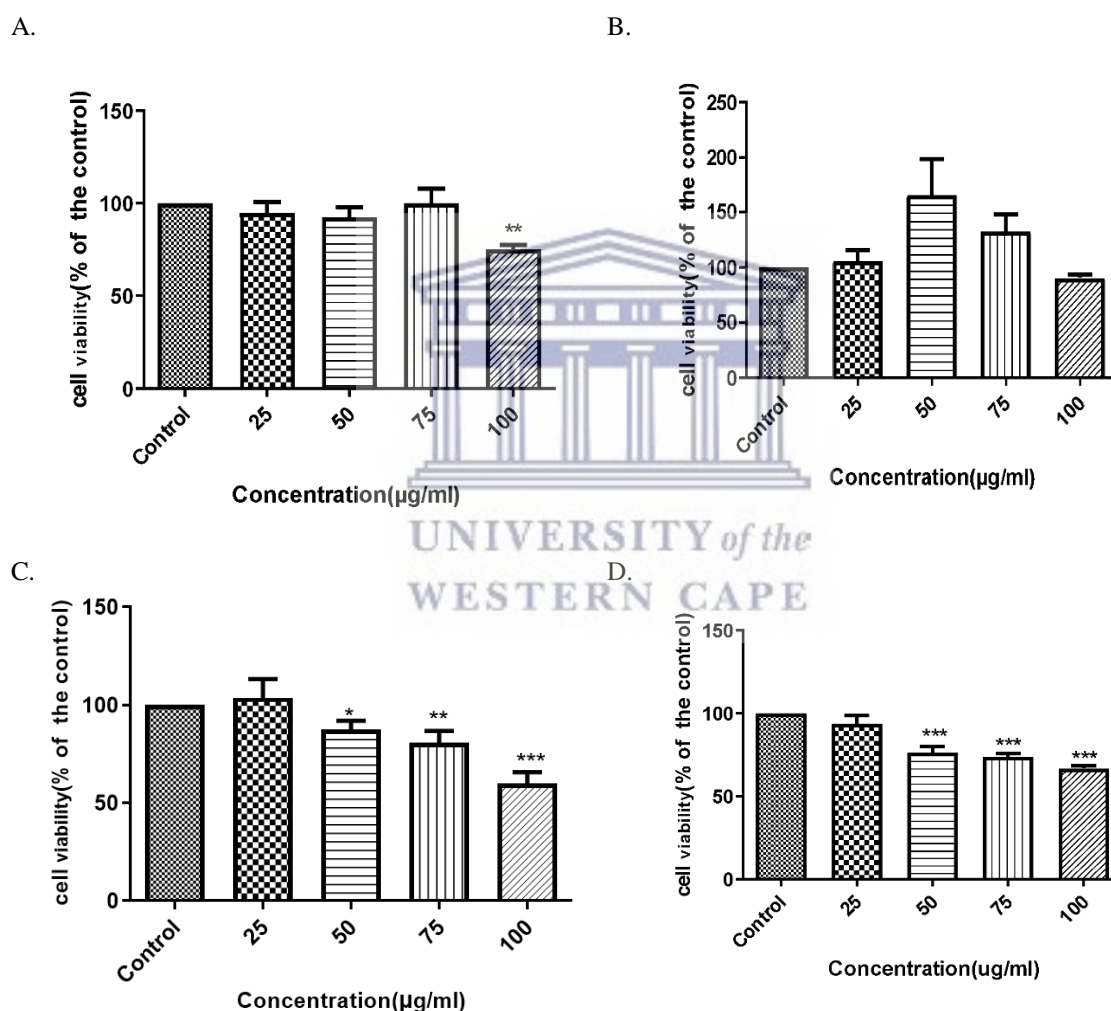 A.
cell viability(% of the control)
150
100
50
0
**
Control
25
50
75
100
Concentration(µg/ml)
B.
cell viability(% of the control)
250
200
150
100
50
0
Control
25
50
75
100
Concentration(µg/ml)
UNIVERSITY of the
WESTERN CAPE
C.
cell viability(% of the control)
150
100
50
0
*
**
***
Control
25
50
75
100
Concentration(µg/ml)
D.
cell viability(% of the control)
150
100
50
0
***
***
***
Control
25
50
75
100
Concentration(ug/ml)